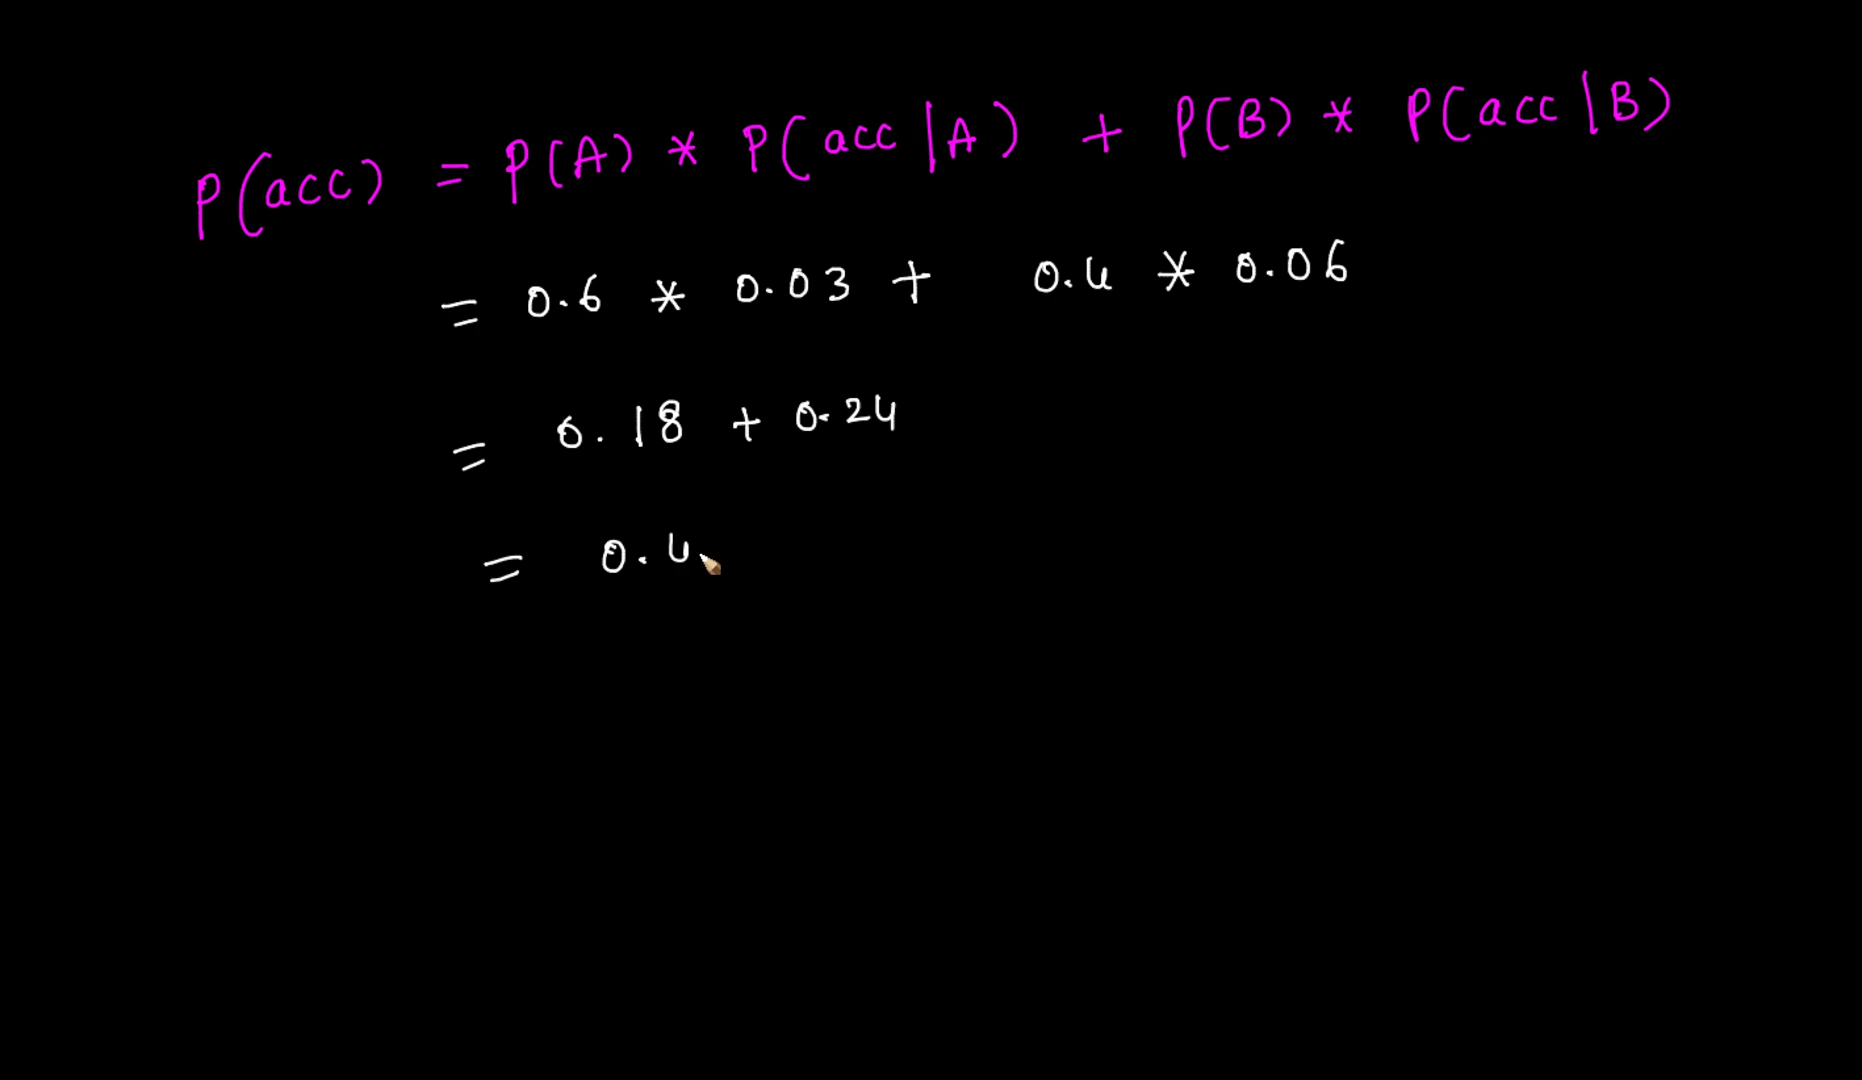 P(acc) = P(A) * P(acc|A) + P(B) * P(acc|B)
= 0.6 * 0.03 + 0.4 * 0.06
= 0.18 + 0.24
= 0.4